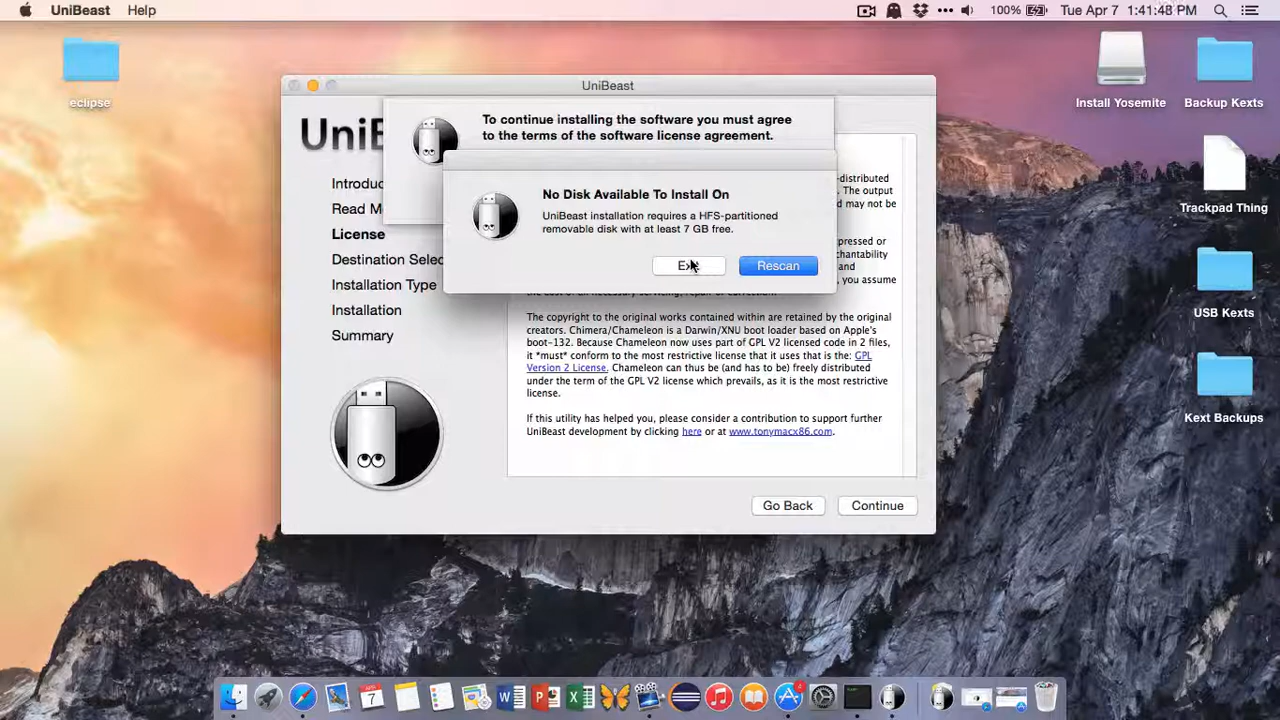 UniBeast Help 100% Tue Apr 7 1:41:48 PM
eclipse
Install Yosemite
Backup Kexts
Trackpad Thing
USB Kexts
Kext Backups
UniBeast
To continue installing the software you must agree
to the terms of the software license agreement.
No Disk Available To Install On
UniBeast installation requires a HFS-partitioned
removable disk with at least 7 GB free.
Rescan
License
Installation Type
Installation
Summary
-distributed
. The output
d may not be
pressed or
chantability
and
, you assume
The copyright to the original works contained within are retained by the original
creators. Chimera/Chameleon is a Darwin/XNU boot loader based on Apple's
boot-132. Because Chameleon now uses part of GPL V2 licensed code in 2 files,
it *must* conform to the most restrictive license that it uses that is the: GPL
Version 2 License. Chameleon can thus be (and has to be) freely distributed
under the term of the GPL V2 license which prevails, as it is the most restrictive
license.
If this utility has helped you, please consider a contribution to support further
UniBeast development by clicking here or at www.tonymacx86.com.
Go Back Continue